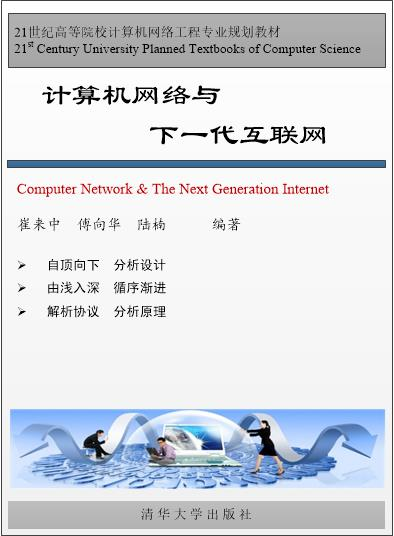 21世纪高等院校计算机网络工程专业规划教材
21st Century University Planned Textbooks of Computer Science
计算机网络与
下一代互联网
Computer Network & The Next Generation Internet
崔来中 傅向华 陆楠 编著
➢ 自顶向下 分析设计
➢ 由浅入深 循序渐进
➢ 解析协议 分析原理
清华大学出版社